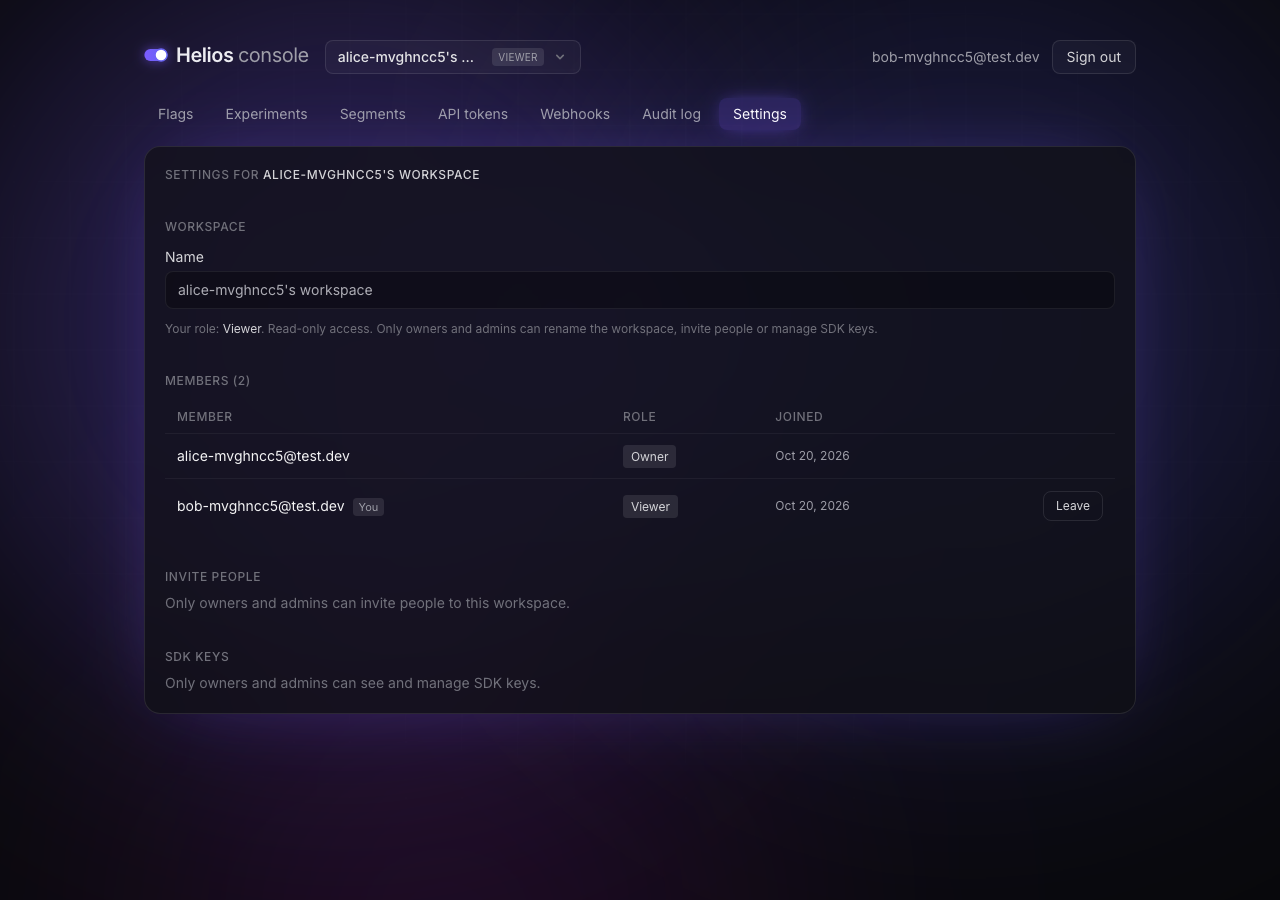 Helios console
alice-mvghncc5's ... VIEWER
bob-mvghncc5@test.dev
Sign out
Flags Experiments Segments API tokens Webhooks Audit log Settings
SETTINGS FOR ALICE-MVGHNCC5'S WORKSPACE
WORKSPACE
Name
alice-mvghncc5's workspace
Your role: Viewer. Read-only access. Only owners and admins can rename the workspace, invite people or manage SDK keys.
MEMBERS (2)
MEMBER ROLE JOINED
alice-mvghncc5@test.dev Owner Oct 20, 2026
bob-mvghncc5@test.dev You Viewer Oct 20, 2026 Leave
INVITE PEOPLE
Only owners and admins can invite people to this workspace.
SDK KEYS
Only owners and admins can see and manage SDK keys.